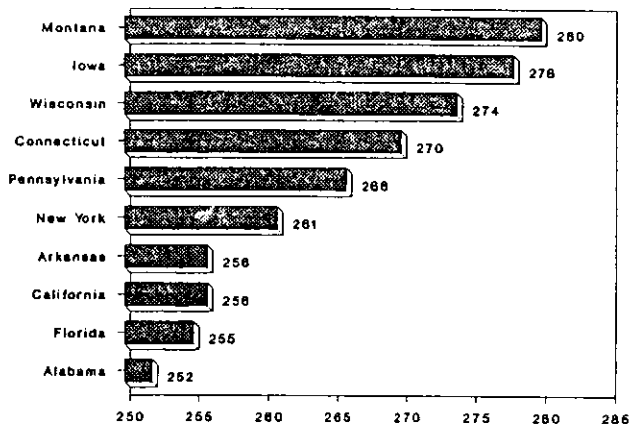 Montana 280
Iowa 278
Wisconsin 274
Connecticut 270
Pennsylvania 266
New York 261
Arkansas 256
California 256
Florida 255
Alabama 252
250 255 260 265 270 275 280 285